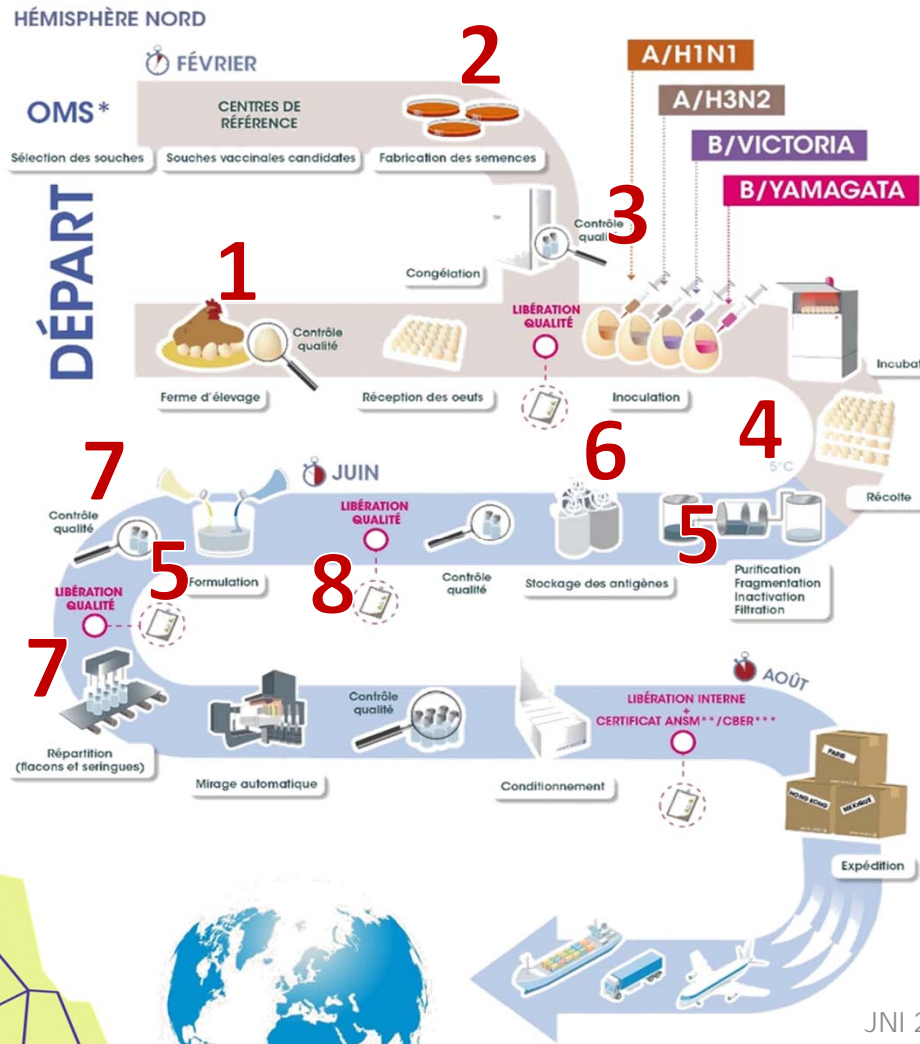 HÉMISPHÈRE NORD
FÉVRIER
2
OMS*
CENTRES DE
RÉFÉRENCE
Sélection des souches
Souches vaccinales candidates
Fabrication des semences
A/H1N1
A/H3N2
B/VICTORIA
B/YAMAGATA
DÉPART
3
Contrôle
qualité
Congélation
1
Contrôle
qualité
Ferme d'élevage
Réception des oeufs
LIBÉRATION
QUALITÉ
Inoculation
Incubat
4
5°C
Récolte
7
Contrôle
qualité
JUIN
5
Formulation
LIBÉRATION
QUALITÉ
8
Contrôle
qualité
6
Stockage des antigènes
5
Purification
Fragmentation
Inactivation
Filtration
LIBÉRATION
QUALITÉ
7
Répartition
(flacons et seringues)
Mirage automatique
Contrôle
qualité
Conditionnement
AOÛT
LIBÉRATION INTERNE
+
CERTIFICAT ANSM**/CBER***
PARIS
HONG KONG
MEXIQUE
Expédition
JNI 2